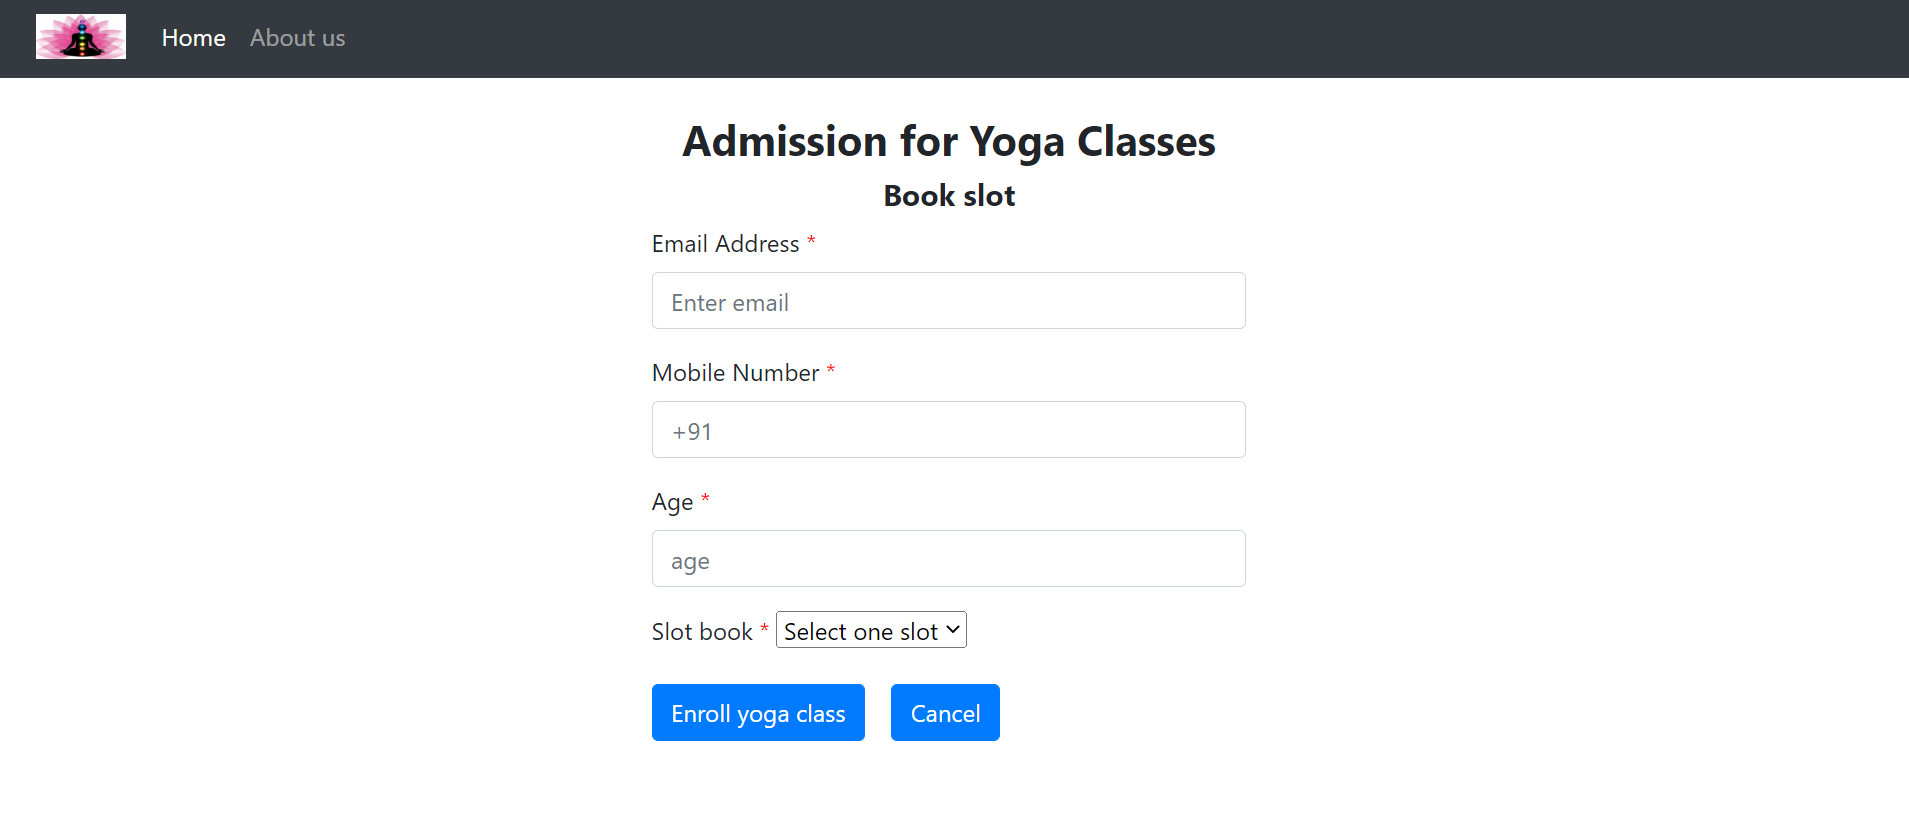 Home About us
Admission for Yoga Classes
Book slot
Email Address *
Enter email
Mobile Number *
+91
Age *
age
Slot book * Select one slot
Enroll yoga class Cancel